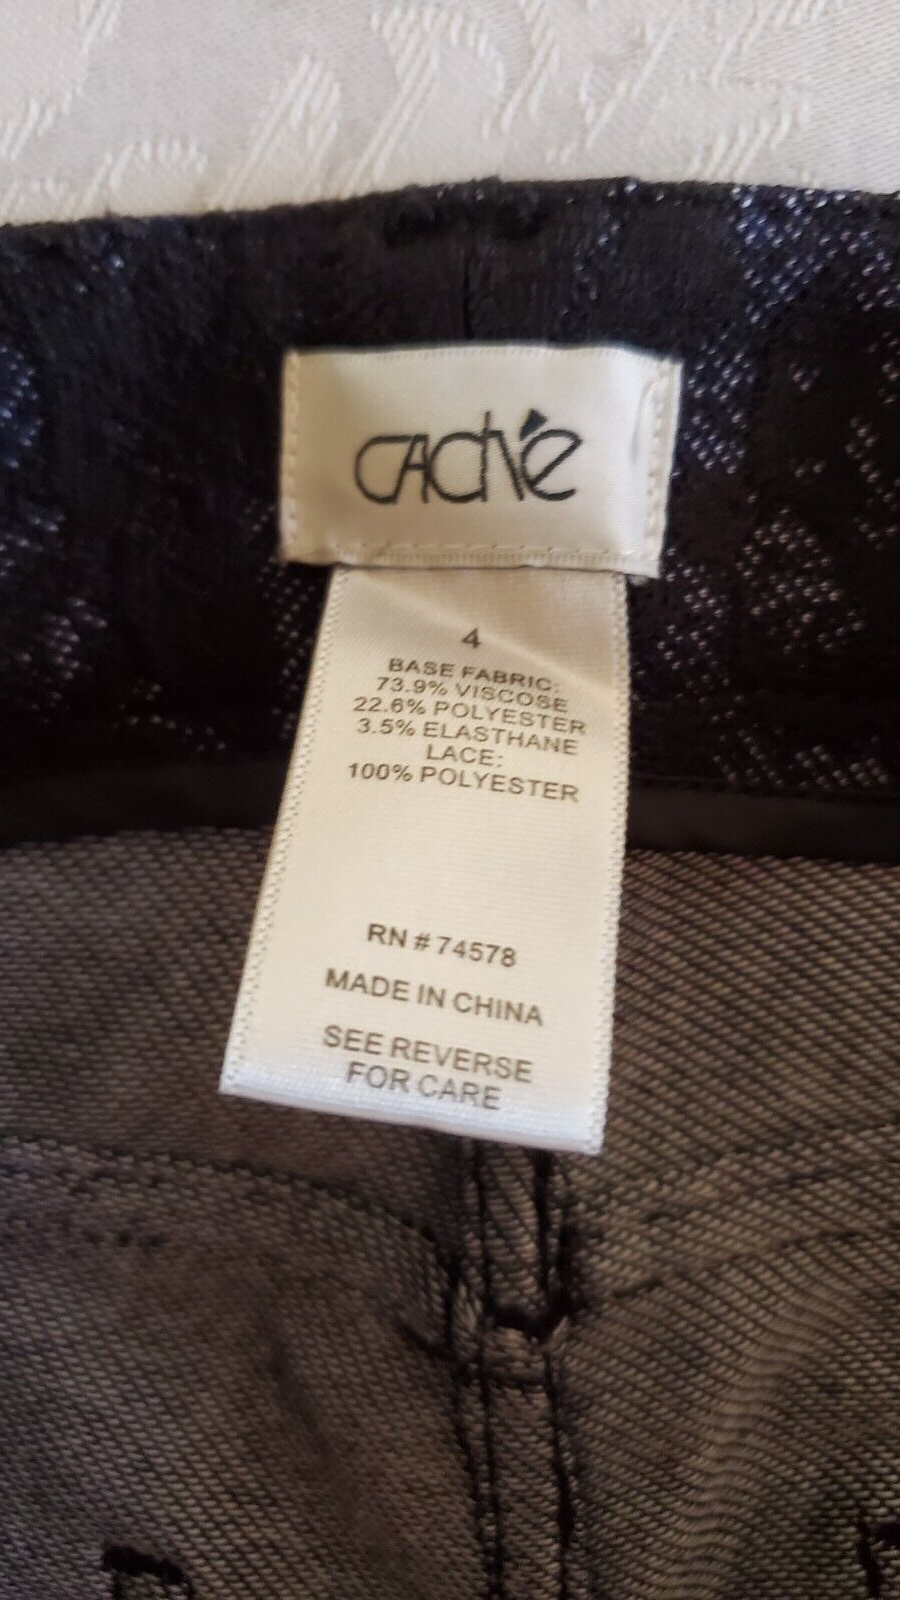 CACHÉ
4
BASE FABRIC:
73.9% VISCOSE
22.6% POLYESTER
3.5% ELASTHANE
LACE:
100% POLYESTER
RN # 74578
MADE IN CHINA
SEE REVERSE
FOR CARE